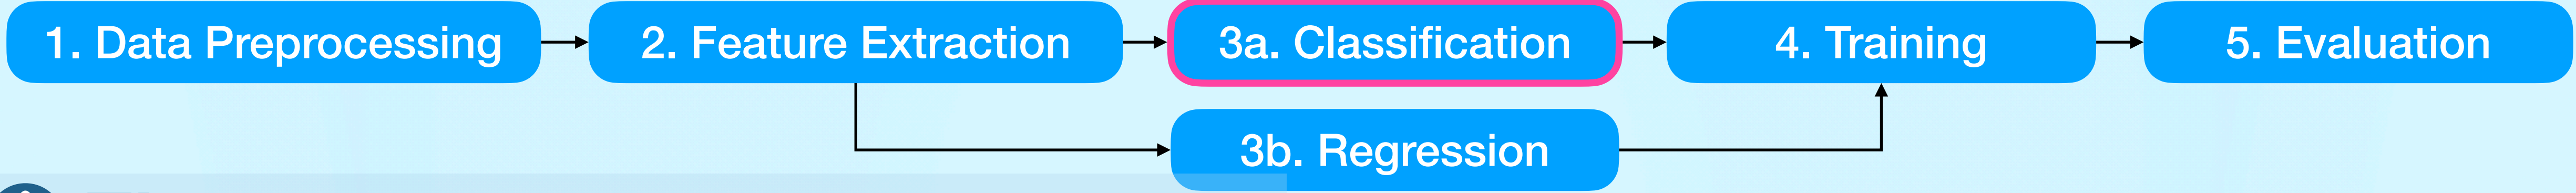 1. Data Preprocessing
2. Feature Extraction
3a. Classification
4. Training
5. Evaluation
3b. Regression